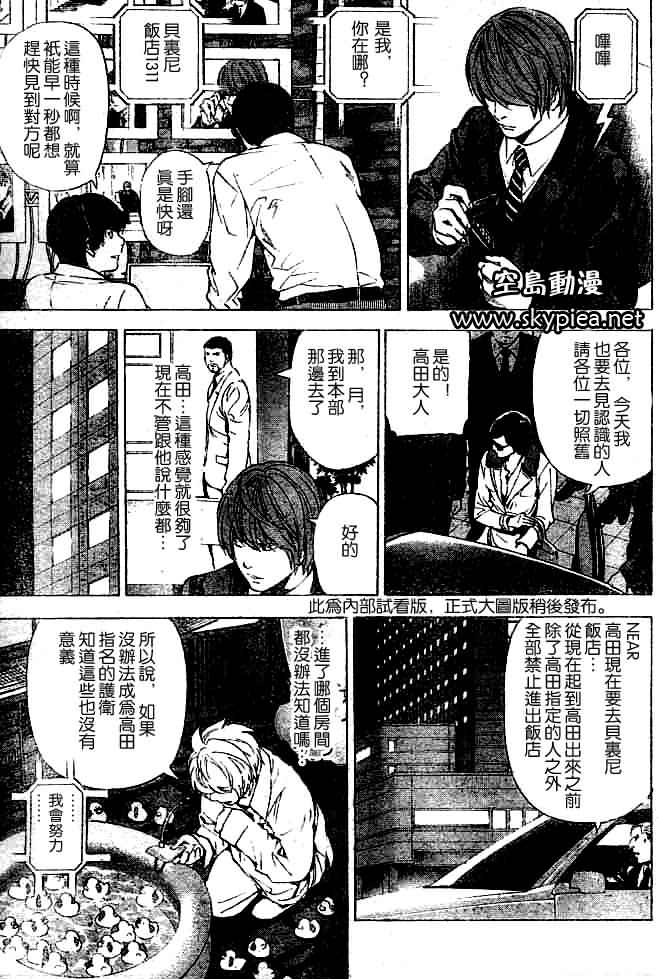 嗶嗶
是我，
你在哪？
貝裏尼
飯店1311
手腳還
真是快呀
這種時候啊，就算
衹能早一秒都想
趕快見到對方呢
空島動漫
www.skypiea.net
各位，今天我
也要去見認識的人
請各位一切照舊
是的！
高田大人
那，月，
我到本部
那邊去了
好的
高田…這種感覺就很夠了
現在不管跟他說什麼都…
此為內部試看版，正式大圖版稍後發布。
NEAR
高田現在要去貝裏尼
飯店…
從現在起到高田出來之前
除了高田指定的人之外
全部禁止進出飯店
…進了哪個房間
都沒辦法知道嗎…
所以說，如果
沒辦法成為高田
指名的護衛
知道這些也沒有
意義
………
我會努力